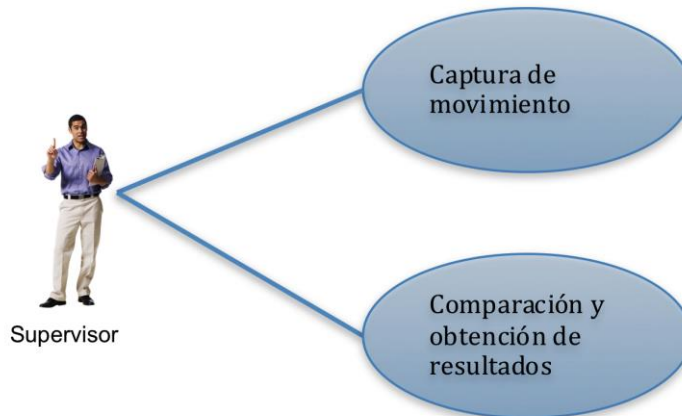 Captura de
movimiento
Supervisor
Comparación y
obtención de
resultados